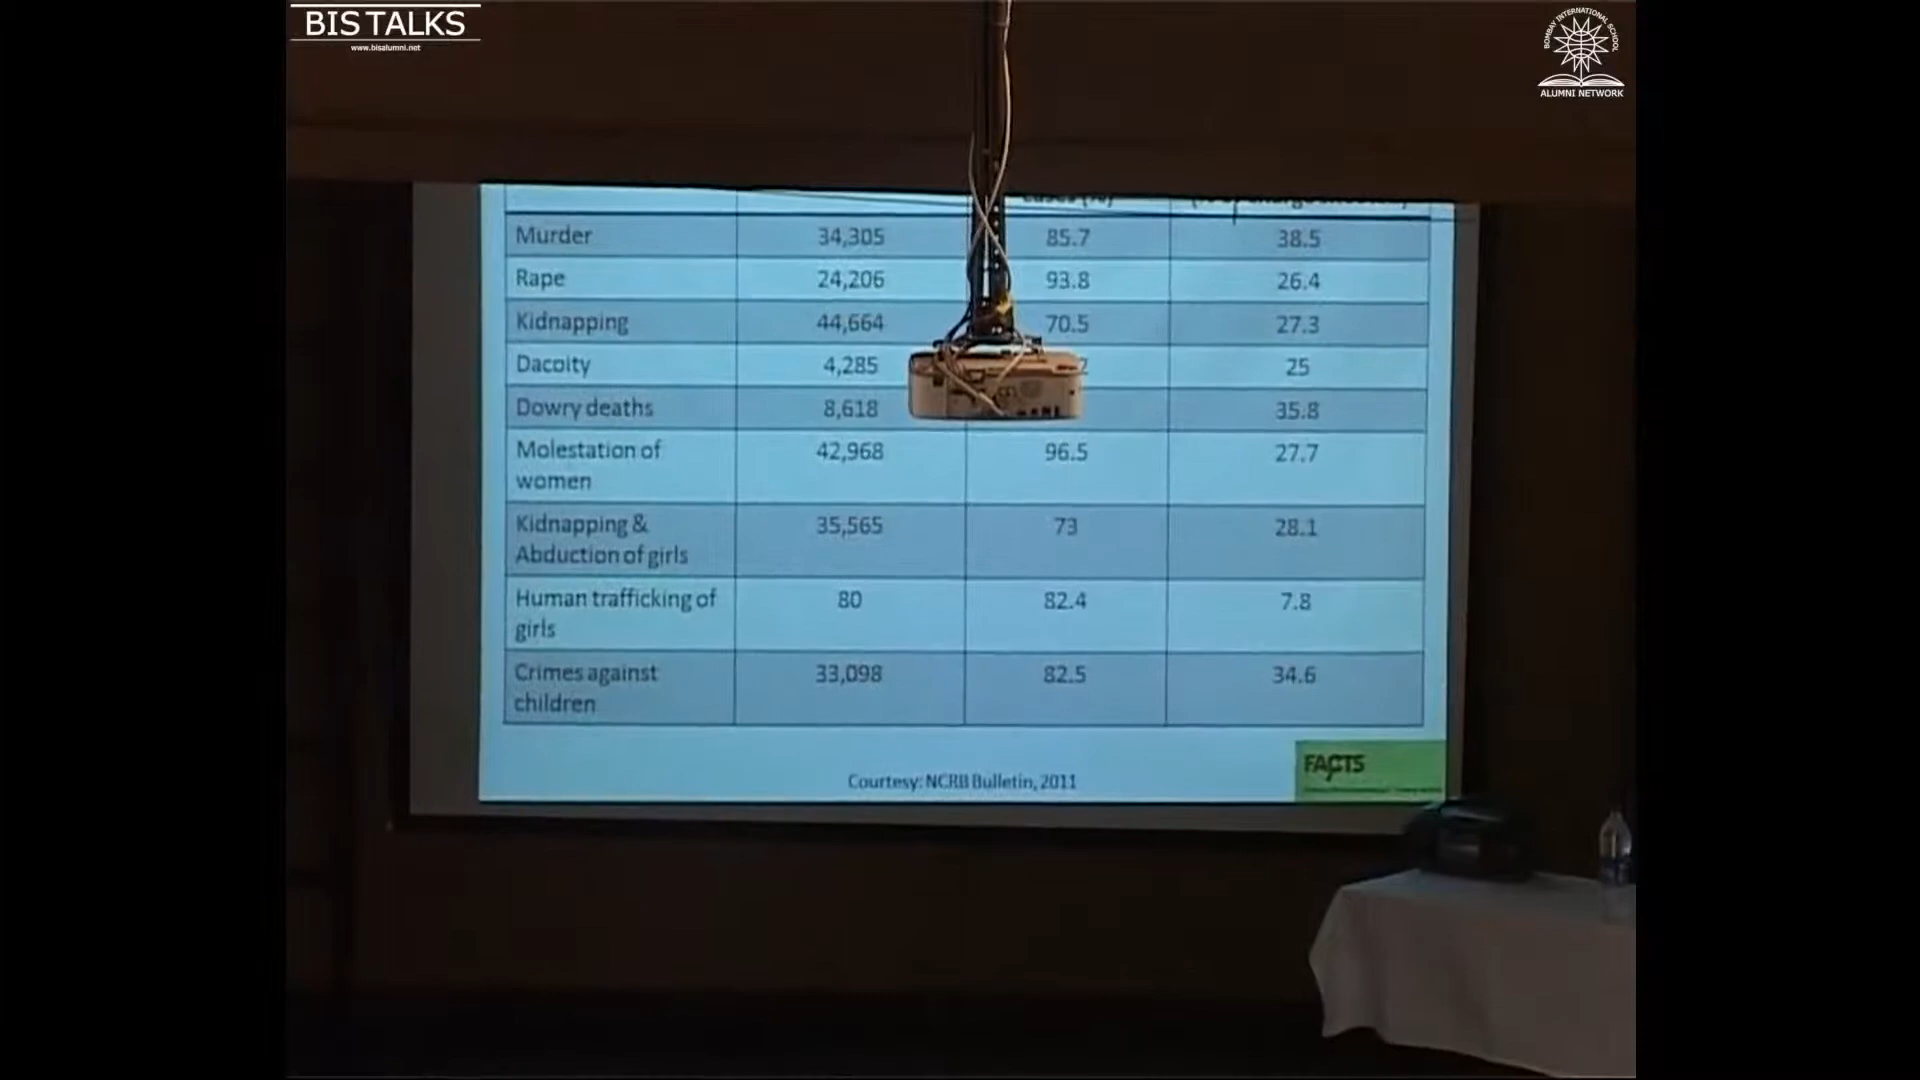 BIS TALKS
www.bisalumni.net
BOMBAY INTERNATIONAL SCHOOL
ALUMNI NETWORK
cases (%)
Murder 34,305 85.7 38.5
Rape 24,206 93.8 26.4
Kidnapping 44,664 70.5 27.3
Dacoity 4,285 25
Dowry deaths 8,618 35.8
Molestation of 42,968 96.5 27.7
women
Kidnapping & 35,565 73 28.1
Abduction of girls
Human trafficking of 80 82.4 7.8
girls
Crimes against 33,098 82.5 34.6
children
Courtesy: NCRB Bulletin, 2011
FACTS